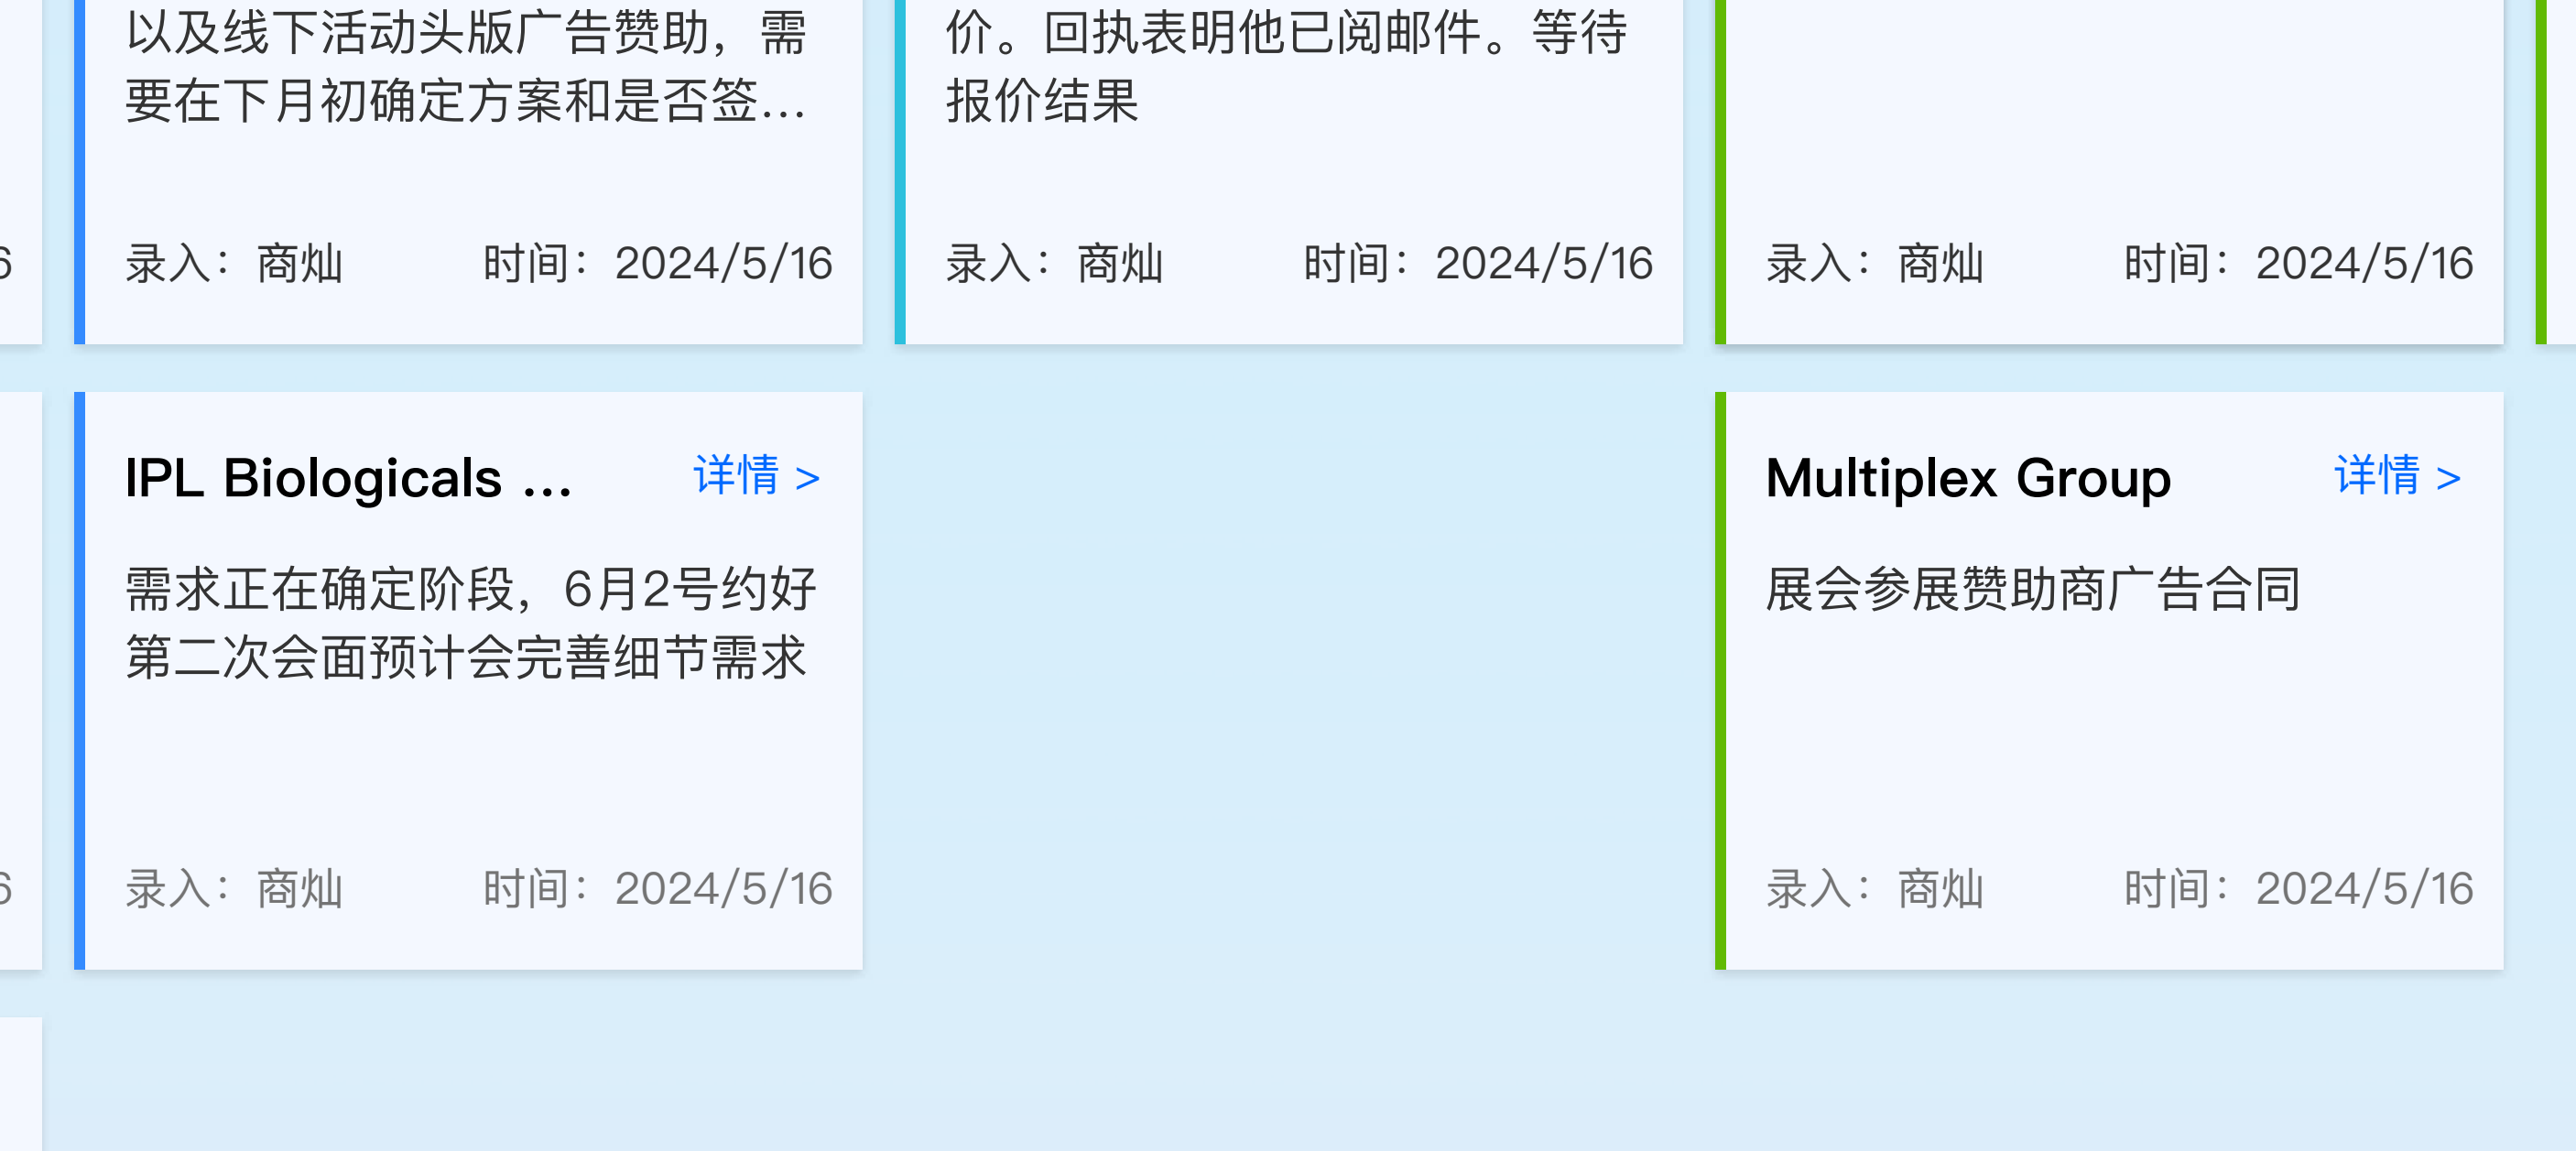 以及线下活动头版广告赞助，需
要在下月初确定方案和是否签...
录入：商灿
时间：2024/5/16
价。回执表明他已阅邮件。等待
报价结果
录入：商灿
时间：2024/5/16
录入：商灿
时间：2024/5/16
IPL Biologicals ...
详情 >
需求正在确定阶段，6月2号约好
第二次会面预计会完善细节需求
录入：商灿
时间：2024/5/16
Multiplex Group
详情 >
展会参展赞助商广告合同
录入：商灿
时间：2024/5/16